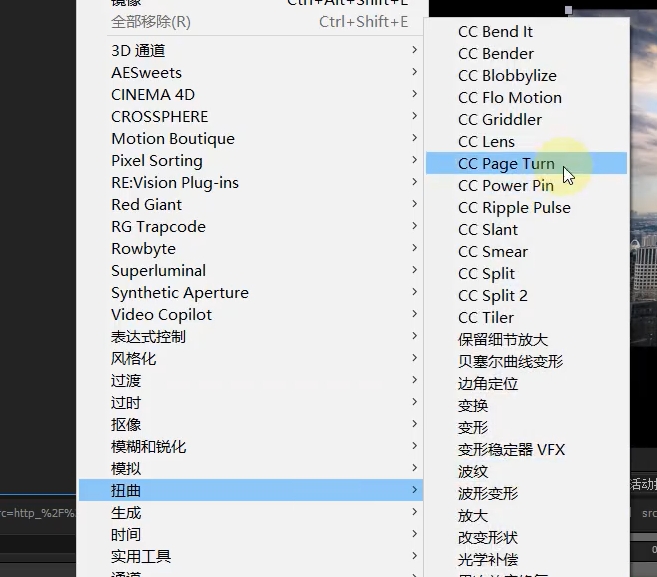 镜像 Ctrl+Alt+Shift+E
全部移除(R) Ctrl+Shift+E
3D 通道
AESweets
CINEMA 4D
CROSSPHERE
Motion Boutique
Pixel Sorting
RE:Vision Plug-ins
Red Giant
RG Trapcode
Rowbyte
Superluminal
Synthetic Aperture
Video Copilot
表达式控制
风格化
过渡
过时
抠像
模糊和锐化
模拟
扭曲
生成
时间
实用工具
通道
CC Bend It
CC Bender
CC Blobbylize
CC Flo Motion
CC Griddler
CC Lens
CC Page Turn
CC Power Pin
CC Ripple Pulse
CC Slant
CC Smear
CC Split
CC Split 2
CC Tiler
保留细节放大
贝塞尔曲线变形
边角定位
变换
变形
变形稳定器 VFX
波纹
波形变形
放大
改变形状
光学补偿
rc=http_%2F%
活动
src